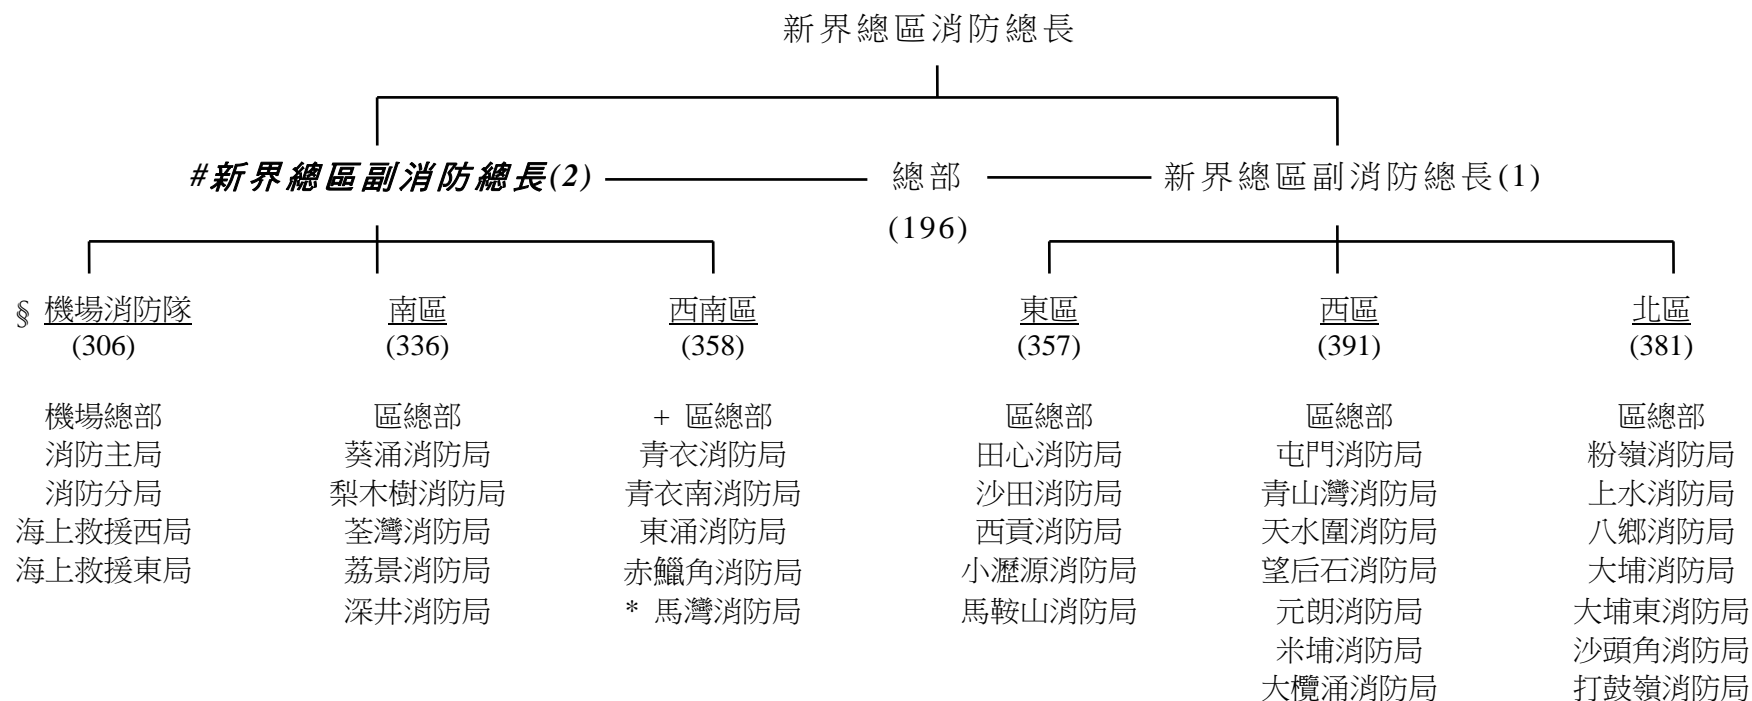 新界總區消防總長
#新界總區副消防總長(2)
總部
(196)
新界總區副消防總長(1)
§ 機場消防隊
(306)
機場總部
消防主局
消防分局
海上救援西局
海上救援東局
南區
(336)
區總部
葵涌消防局
梨木樹消防局
荃灣消防局
荔景消防局
深井消防局
西南區
(358)
+ 區總部
青衣消防局
青衣南消防局
東涌消防局
赤鱲角消防局
* 馬灣消防局
東區
(357)
區總部
田心消防局
沙田消防局
西貢消防局
小瀝源消防局
馬鞍山消防局
西區
(391)
區總部
屯門消防局
青山灣消防局
天水圍消防局
望后石消防局
元朗消防局
米埔消防局
大欖涌消防局
北區
(381)
區總部
粉嶺消防局
上水消防局
八鄉消防局
大埔消防局
大埔東消防局
沙頭角消防局
打鼓嶺消防局